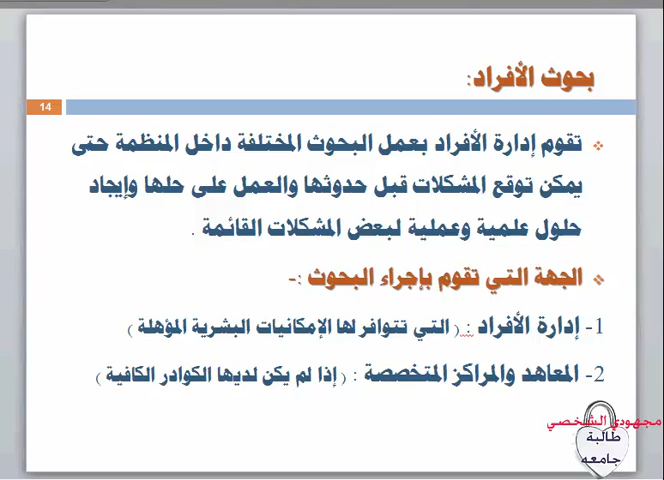 بحوث الأفراد:
14
تقوم إدارة الأفراد بعمل البحوث المختلفة داخل المنظمة حتى
يمكن توقع المشكلات قبل حدوثها والعمل على حلها وإيجاد
حلول علمية وعملية لبعض المشكلات القائمة .
الجهة التي تقوم بإجراء البحوث :-
1- إدارة الأفراد : (التي تتوافر لها الإمكانيات البشرية المؤهلة)
2- المعاهد والمراكز المتخصصة : (إذا لم يكن لديها الكوادر الكافية)
مجهودي الشخصي
طالبة
جامعه